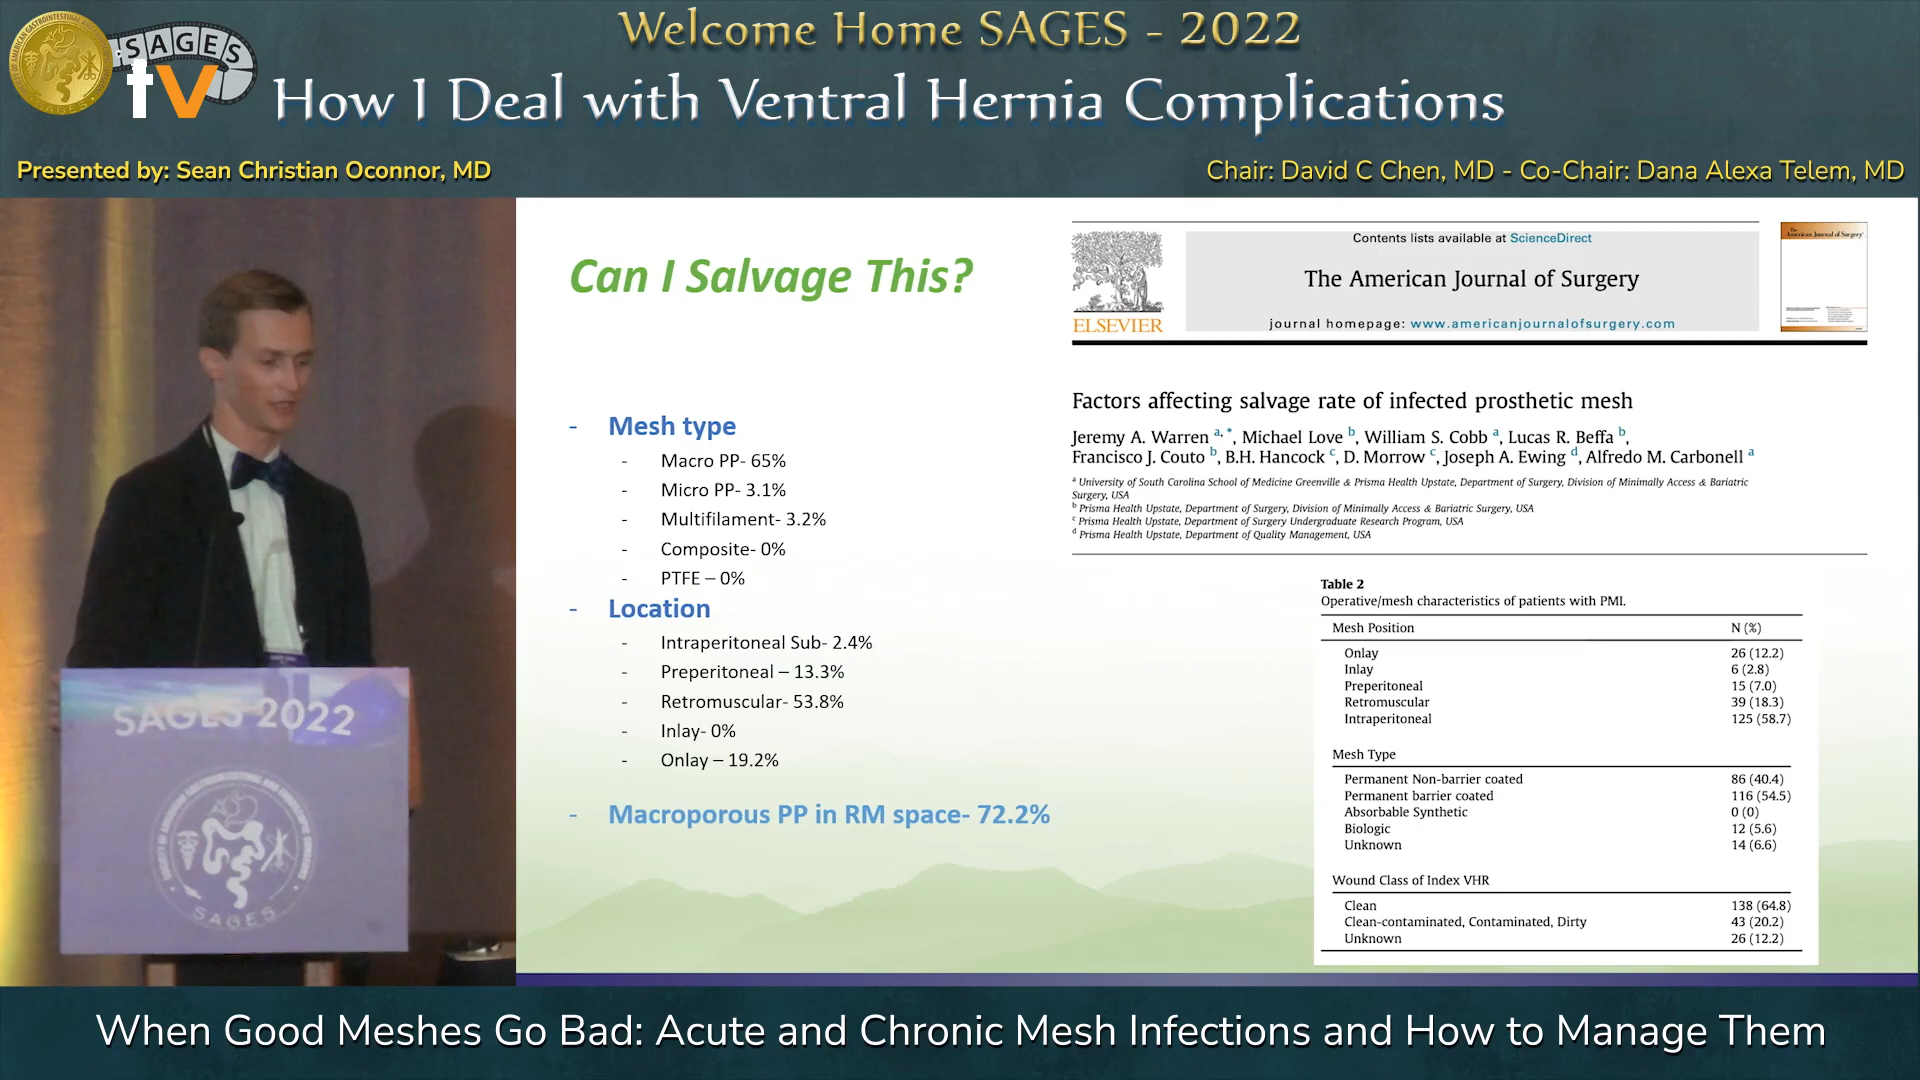 Welcome Home SAGES - 2022
SAGES
tv
How I Deal with Ventral Hernia Complications
Presented by: Sean Christian Oconnor, MD
Chair: David C Chen, MD - Co-Chair: Dana Alexa Telem, MD
SAGES 2022
SAGES
Can I Salvage This?
- Mesh type
- Macro PP- 65%
- Micro PP- 3.1%
- Multifilament- 3.2%
- Composite- 0%
- PTFE – 0%
- Location
- Intraperitoneal Sub- 2.4%
- Preperitoneal – 13.3%
- Retromuscular- 53.8%
- Inlay- 0%
- Onlay – 19.2%
- Macroporous PP in RM space- 72.2%
Contents lists available at ScienceDirect
The American Journal of Surgery
journal homepage: www.americanjournalofsurgery.com
ELSEVIER
The American Journal of Surgery
Factors affecting salvage rate of infected prosthetic mesh
Jeremy A. Warren a, *, Michael Love b, William S. Cobb a, Lucas R. Beffa b,
Francisco J. Couto b, B.H. Hancock c, D. Morrow c, Joseph A. Ewing d, Alfredo M. Carbonell a
a University of South Carolina School of Medicine Greenville & Prisma Health Upstate, Department of Surgery, Division of Minimally Access & Bariatric
Surgery, USA
b Prisma Health Upstate, Department of Surgery, Division of Minimally Access & Bariatric Surgery, USA
c Prisma Health Upstate, Department of Surgery Undergraduate Research Program, USA
d Prisma Health Upstate, Department of Quality Management, USA
Table 2
Operative/mesh characteristics of patients with PMI.
Mesh Position N (%)
Onlay 26 (12.2)
Inlay 6 (2.8)
Preperitoneal 15 (7.0)
Retromuscular 39 (18.3)
Intraperitoneal 125 (58.7)
Mesh Type
Permanent Non-barrier coated 86 (40.4)
Permanent barrier coated 116 (54.5)
Absorbable Synthetic 0 (0)
Biologic 12 (5.6)
Unknown 14 (6.6)
Wound Class of Index VHR
Clean 138 (64.8)
Clean-contaminated, Contaminated, Dirty 43 (20.2)
Unknown 26 (12.2)
When Good Meshes Go Bad: Acute and Chronic Mesh Infections and How to Manage Them